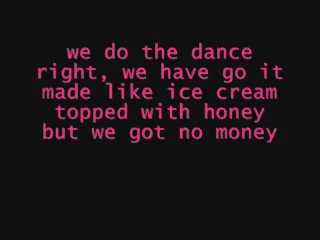 we do the dance
right, we have go it
made like ice cream
topped with honey
but we got no money